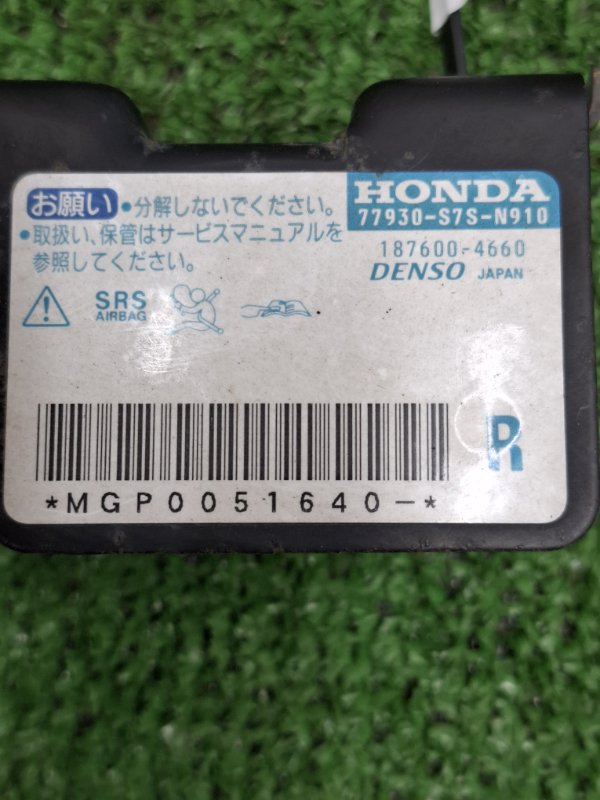 お願い •分解しないでください。
•取扱い、保管はサービスマニュアルを
参照してください。
HONDA
77930-S7S-N910
187600-4660
DENSO JAPAN
SRS
AIRBAG
R
*MGP0051640-*